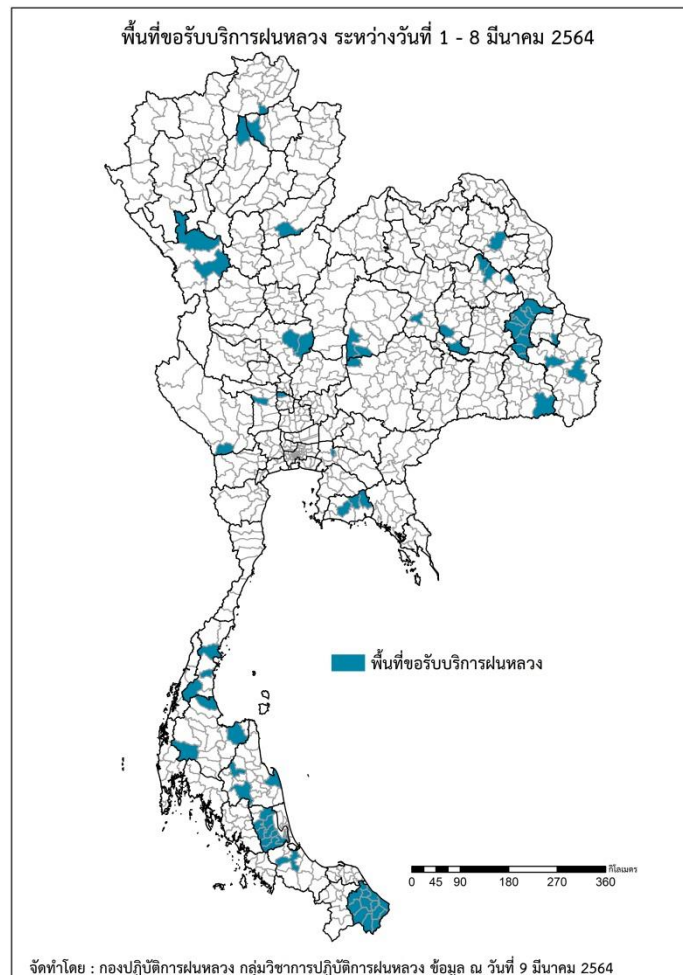 พื้นที่ขอรับบริการฝนหลวง ระหว่างวันที่ 1 - 8 มีนาคม 2564
พื้นที่ขอรับบริการฝนหลวง
กิโลเมตร
0 45 90 180 270 360
จัดทำโดย : กองปฏิบัติการฝนหลวง กลุ่มวิชาการปฏิบัติการฝนหลวง ข้อมูล ณ วันที่ 9 มีนาคม 2564